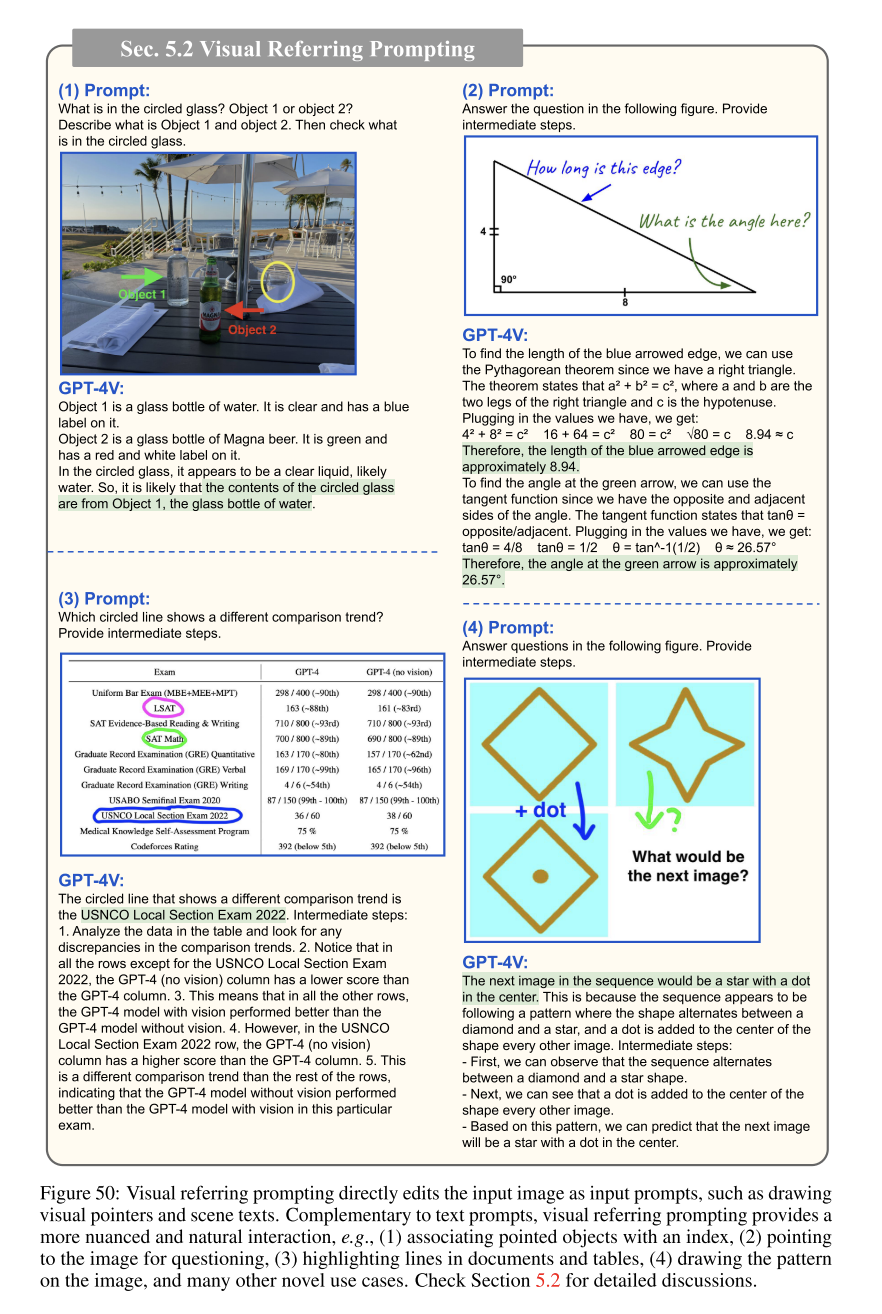 Sec. 5.2 Visual Referring Prompting
(1) Prompt:
What is in the circled glass? Object 1 or object 2?
Describe what is Object 1 and object 2. Then check what
is in the circled glass.
Object 1
MAGNA
Object 2
GPT-4V:
Object 1 is a glass bottle of water. It is clear and has a blue
label on it.
Object 2 is a glass bottle of Magna beer. It is green and
has a red and white label on it.
In the circled glass, it appears to be a clear liquid, likely
water. So, it is likely that the contents of the circled glass
are from Object 1, the glass bottle of water.
(2) Prompt:
Answer the question in the following figure. Provide
intermediate steps.
How long is this edge?
What is the angle here?
4
90°
8
GPT-4V:
To find the length of the blue arrowed edge, we can use
the Pythagorean theorem since we have a right triangle.
The theorem states that a² + b² = c², where a and b are the
two legs of the right triangle and c is the hypotenuse.
Plugging in the values we have, we get:
4² + 8² = c² 16 + 64 = c² 80 = c² √80 = c 8.94 ≈ c
Therefore, the length of the blue arrowed edge is
approximately 8.94.
To find the angle at the green arrow, we can use the
tangent function since we have the opposite and adjacent
sides of the angle. The tangent function states that tanθ =
opposite/adjacent. Plugging in the values we have, we get:
tanθ = 4/8 tanθ = 1/2 θ = tan^-1(1/2) θ ≈ 26.57°
Therefore, the angle at the green arrow is approximately
26.57°.
(3) Prompt:
Which circled line shows a different comparison trend?
Provide intermediate steps.
Exam GPT-4 GPT-4 (no vision)
Uniform Bar Exam (MBE+MEE+MPT) 298 / 400 (~90th) 298 / 400 (~90th)
LSAT 163 (~88th) 161 (~83rd)
SAT Evidence-Based Reading & Writing 710 / 800 (~93rd) 710 / 800 (~93rd)
SAT Math 700 / 800 (~89th) 690 / 800 (~89th)
Graduate Record Examination (GRE) Quantitative 163 / 170 (~80th) 157 / 170 (~62nd)
Graduate Record Examination (GRE) Verbal 169 / 170 (~99th) 165 / 170 (~96th)
Graduate Record Examination (GRE) Writing 4 / 6 (~54th) 4 / 6 (~54th)
USABO Semifinal Exam 2020 87 / 150 (99th - 100th) 87 / 150 (99th - 100th)
USNCO Local Section Exam 2022 36 / 60 38 / 60
Medical Knowledge Self-Assessment Program 75 % 75 %
Codeforces Rating 392 (below 5th) 392 (below 5th)
GPT-4V:
The circled line that shows a different comparison trend is
the USNCO Local Section Exam 2022. Intermediate steps:
1. Analyze the data in the table and look for any
discrepancies in the comparison trends. 2. Notice that in
all the rows except for the USNCO Local Section Exam
2022, the GPT-4 (no vision) column has a lower score than
the GPT-4 column. 3. This means that in all the other rows,
the GPT-4 model with vision performed better than the
GPT-4 model without vision. 4. However, in the USNCO
Local Section Exam 2022 row, the GPT-4 (no vision)
column has a higher score than the GPT-4 column. 5. This
is a different comparison trend than the rest of the rows,
indicating that the GPT-4 model without vision performed
better than the GPT-4 model with vision in this particular
exam.
(4) Prompt:
Answer questions in the following figure. Provide
intermediate steps.
+ dot
?
What would be
the next image?
GPT-4V:
The next image in the sequence would be a star with a dot
in the center. This is because the sequence appears to be
following a pattern where the shape alternates between a
diamond and a star, and a dot is added to the center of the
shape every other image. Intermediate steps:
- First, we can observe that the sequence alternates
between a diamond and a star shape.
- Next, we can see that a dot is added to the center of the
shape every other image.
- Based on this pattern, we can predict that the next image
will be a star with a dot in the center.
Figure 50: Visual referring prompting directly edits the input image as input prompts, such as drawing
visual pointers and scene texts. Complementary to text prompts, visual referring prompting provides a
more nuanced and natural interaction, e.g., (1) associating pointed objects with an index, (2) pointing
to the image for questioning, (3) highlighting lines in documents and tables, (4) drawing the pattern
on the image, and many other novel use cases. Check Section 5.2 for detailed discussions.